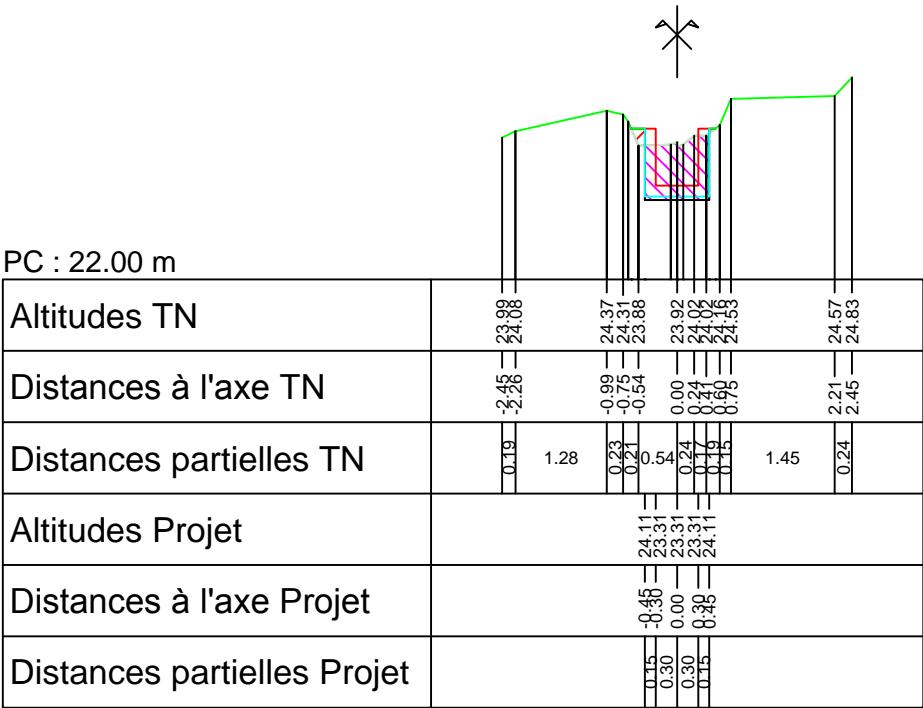 PC : 22.00 m
Altitudes TN
23.99 24.08 24.37 24.31 23.88 23.92 24.02 24.02 24.16 24.53 24.57 24.83
Distances à l'axe TN
-2.45 -2.26 -0.99 -0.75 -0.54 0.00 0.24 0.41 0.60 0.75 2.21 2.45
Distances partielles TN
0.19 1.28 0.23 0.21 0.54 0.24 0.17 0.19 0.15 1.45 0.24
Altitudes Projet
24.11 23.31 23.31 23.31 24.11
Distances à l'axe Projet
-0.45 -0.30 0.00 0.30 0.45
Distances partielles Projet
0.15 0.30 0.30 0.15